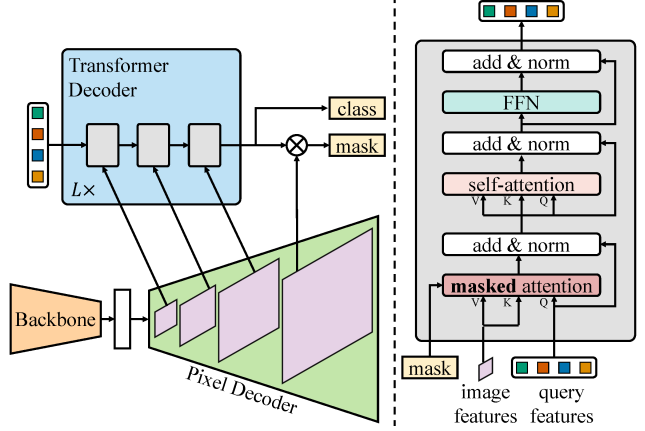 Transformer
Decoder
L×
class
mask
Backbone
Pixel Decoder
add & norm
FFN
add & norm
self-attention
V K Q
add & norm
masked attention
V K Q
mask
image
features
query
features